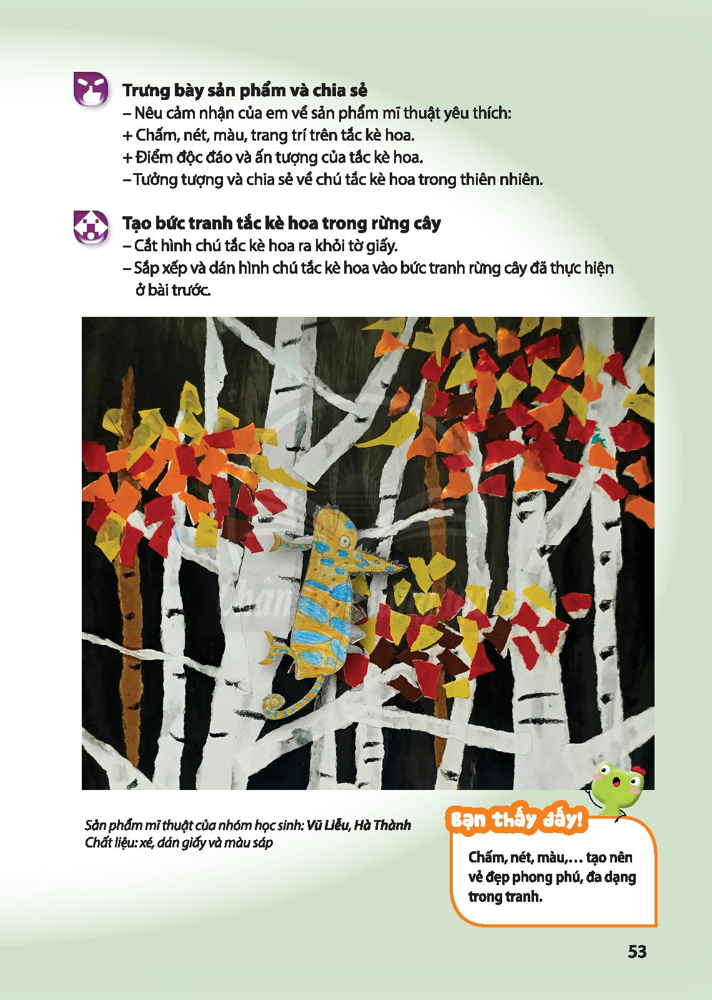 Trưng bày sản phẩm và chia sẻ
– Nêu cảm nhận của em về sản phẩm mĩ thuật yêu thích:
+ Chấm, nét, màu, trang trí trên tắc kè hoa.
+ Điểm độc đáo và ấn tượng của tắc kè hoa.
– Tưởng tượng và chia sẻ về chú tắc kè hoa trong thiên nhiên.
Tạo bức tranh tắc kè hoa trong rừng cây
– Cắt hình chú tắc kè hoa ra khỏi tờ giấy.
– Sắp xếp và dán hình chú tắc kè hoa vào bức tranh rừng cây đã thực hiện
ở bài trước.
Sản phẩm mĩ thuật của nhóm học sinh: Vũ Liễu, Hà Thành
Chất liệu: xé, dán giấy và màu sáp
Bạn thấy đấy!
Chấm, nét, màu,… tạo nên
vẻ đẹp phong phú, đa dạng
trong tranh.
53